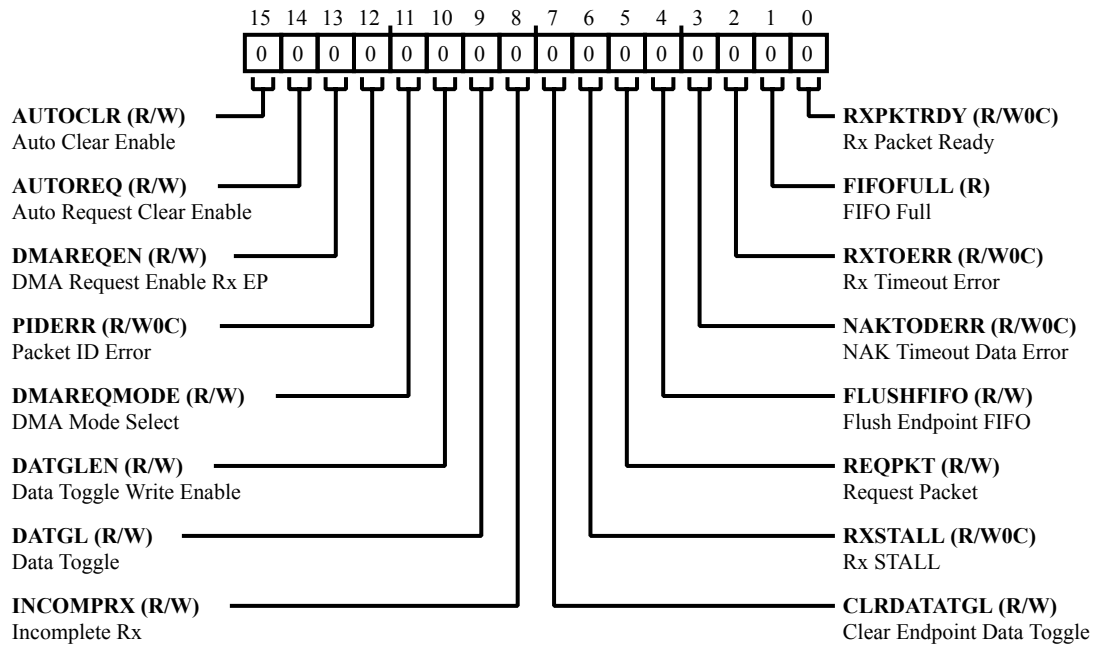 15 14 13 12 11 10 9 8 7 6 5 4 3 2 1 0
0 0 0 0 0 0 0 0 0 0 0 0 0 0 0 0
AUTOCLR (R/W)
Auto Clear Enable
AUTOREQ (R/W)
Auto Request Clear Enable
DMAREQEN (R/W)
DMA Request Enable Rx EP
PIDERR (R/W0C)
Packet ID Error
DMAREQMODE (R/W)
DMA Mode Select
DATGLEN (R/W)
Data Toggle Write Enable
DATGL (R/W)
Data Toggle
INCOMPRX (R/W)
Incomplete Rx
RXPKTRDY (R/W0C)
Rx Packet Ready
FIFOFULL (R)
FIFO Full
RXTOERR (R/W0C)
Rx Timeout Error
NAKTODERR (R/W0C)
NAK Timeout Data Error
FLUSHFIFO (R/W)
Flush Endpoint FIFO
REQPKT (R/W)
Request Packet
RXSTALL (R/W0C)
Rx STALL
CLRDATATGL (R/W)
Clear Endpoint Data Toggle